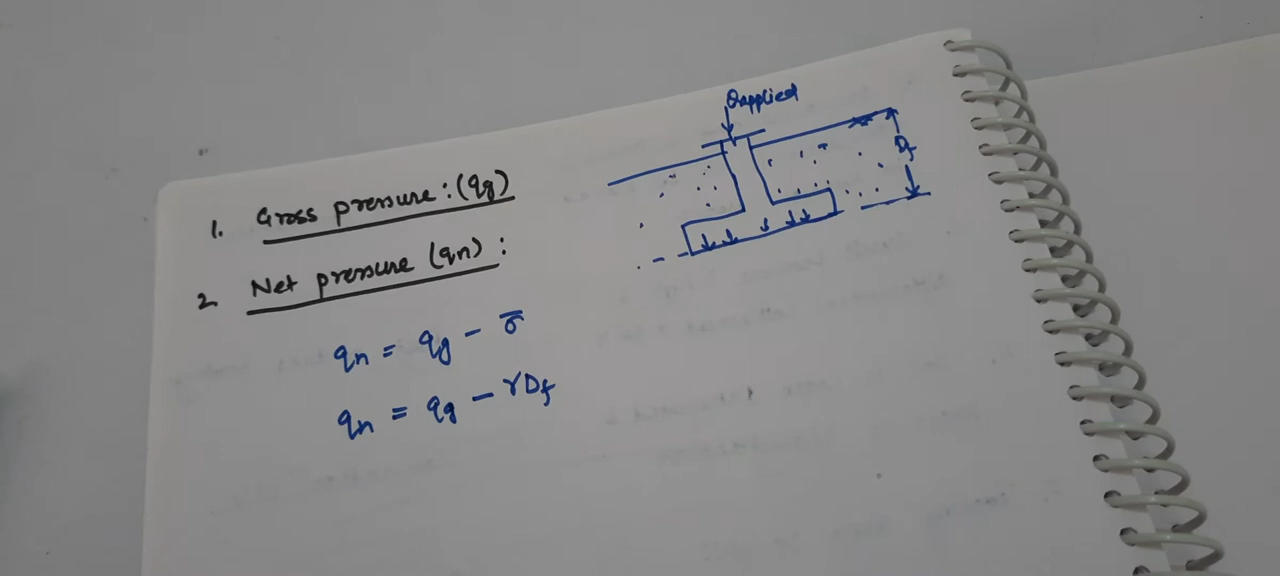 Qapplied
Df
1. Gross pressure : (qg)
2. Net pressure (qn) :
qn = qg - σ̅
qn = qg - γDf